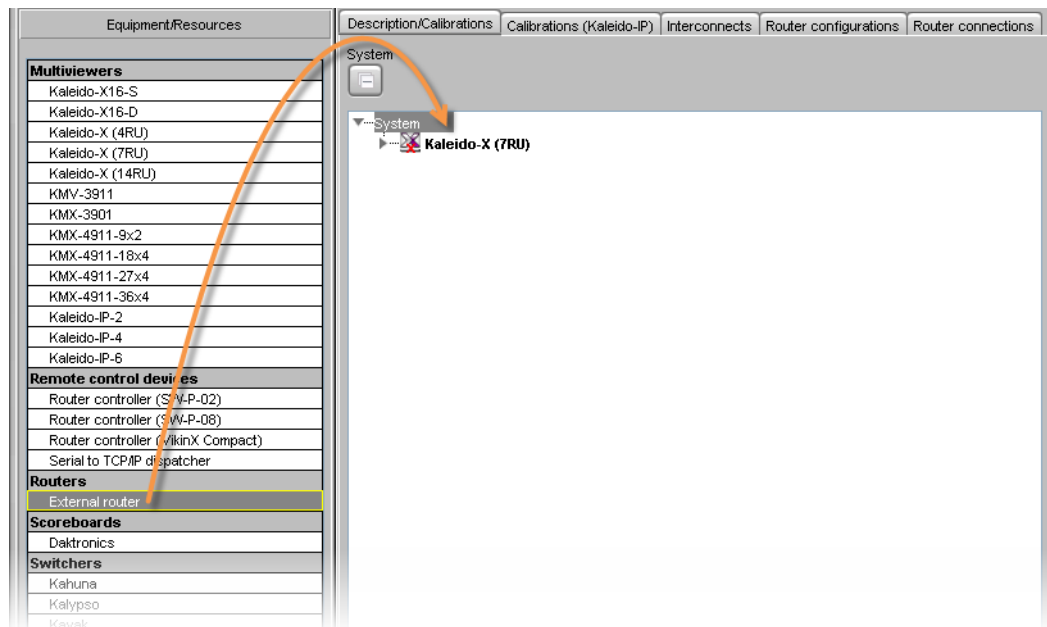 Equipment/Resources
Multiviewers
Kaleido-X16-S
Kaleido-X16-D
Kaleido-X (4RU)
Kaleido-X (7RU)
Kaleido-X (14RU)
KMV-3911
KMX-3901
KMX-4911-9x2
KMX-4911-18x4
KMX-4911-27x4
KMX-4911-36x4
Kaleido-IP-2
Kaleido-IP-4
Kaleido-IP-6
Remote control devices
Router controller (SW-P-02)
Router controller (SW-P-08)
Router controller (VikinX Compact)
Serial to TCP/IP dispatcher
Routers
External router
Scoreboards
Daktronics
Switchers
Kahuna
Kalypso
Kayak
Description/Calibrations Calibrations (Kaleido-IP) Interconnects Router configurations Router connections
System
System
Kaleido-X (7RU)